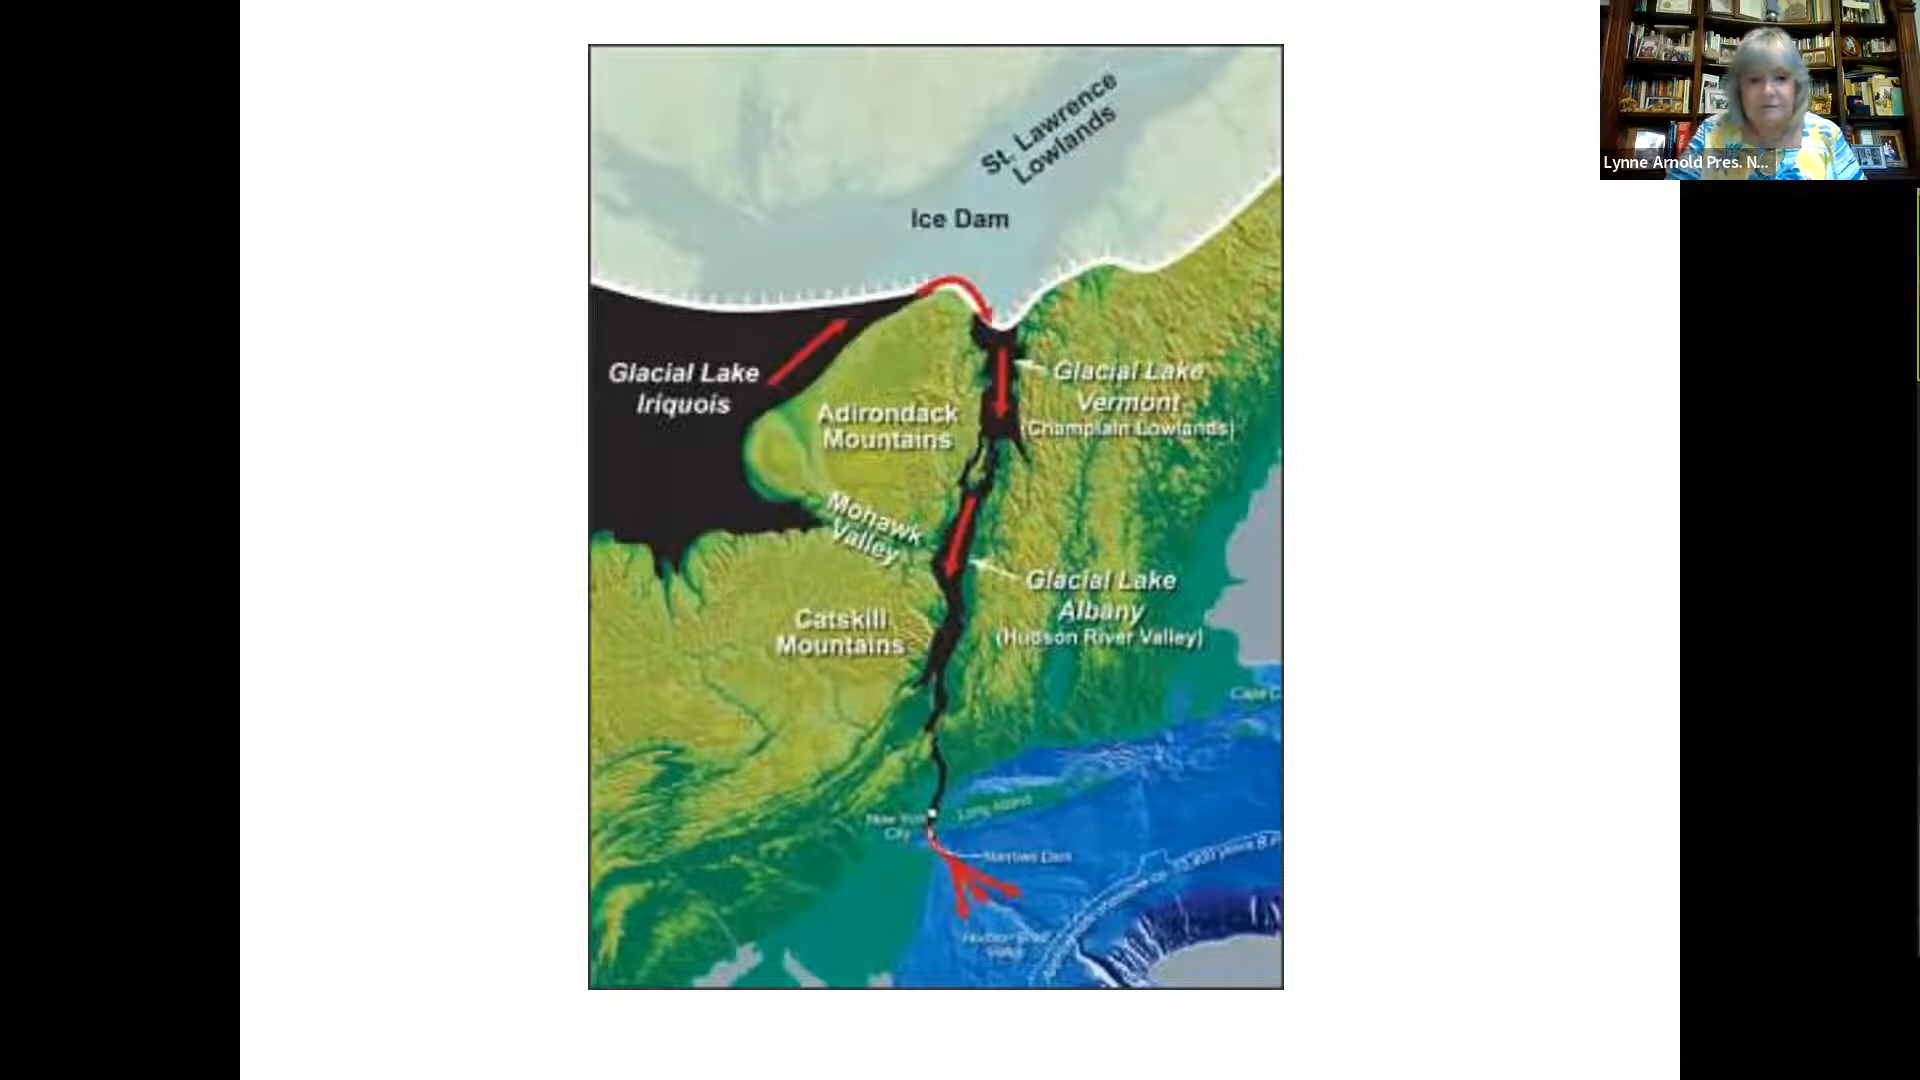 St. Lawrence
Lowlands
Ice Dam
Glacial Lake
Iriquois
Glacial Lake
Vermont
(Champlain Lowlands)
Adirondack
Mountains
Mohawk
Valley
Glacial Lake
Albany
(Hudson River Valley)
Catskill
Mountains
Cape C
New York
City
Long Island
Narrows Dam
Lynne Arnold Pres. N...